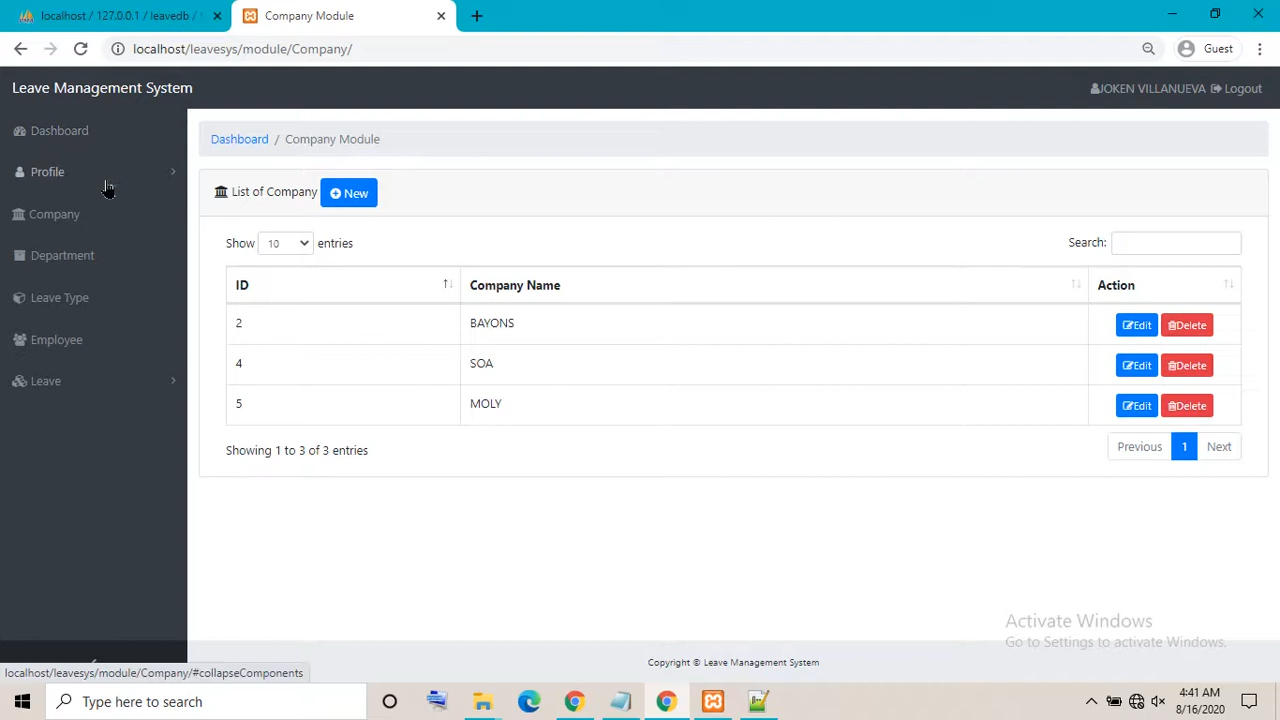 localhost / 127.0.0.1 / leavedb /
Company Module
localhost/leavesys/module/Company/
Guest
Leave Management System
JOKEN VILLANUEVA Logout
Dashboard
Profile
Company
Department
Leave Type
Employee
Leave
Dashboard / Company Module
List of Company New
Show 10 entries
Search:
ID Company Name Action
2 BAYONS Edit Delete
4 SOA Edit Delete
5 MOLY Edit Delete
Showing 1 to 3 of 3 entries
Previous 1 Next
Activate Windows
Go to Settings to activate Windows.
Copyright © Leave Management System
localhost/leavesys/module/Company/#collapseComponents
Type here to search
4:41 AM
8/16/2020